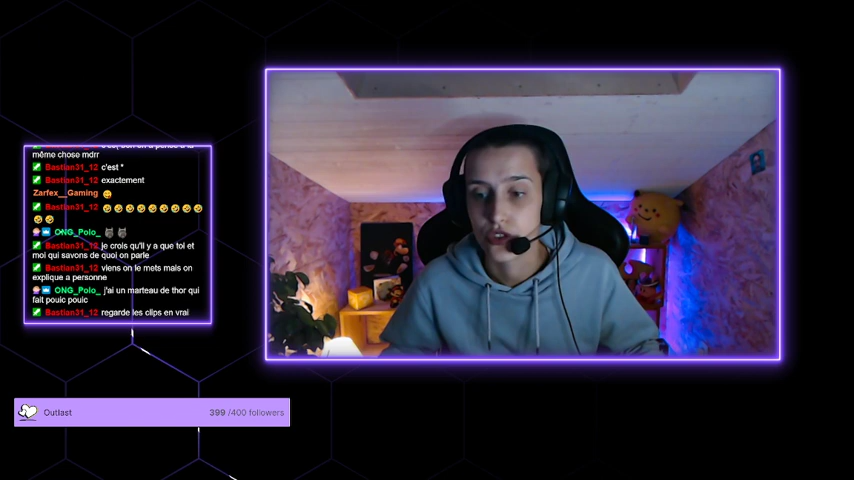 même chose mdrr
Bastian31_12 c'est *
Bastian31_12 exactement
Zarfex__Gaming
Bastian31_12
ONG_Polo_
Bastian31_12 je crois qu'il y a que toi et
moi qui savons de quoi on parle
Bastian31_12 viens on le mets mais on
explique a personne
ONG_Polo_ j'ai un marteau de thor qui
fait pouic pouic
Bastian31_12 regarde les clips en vrai
Outlast 399 /400 followers